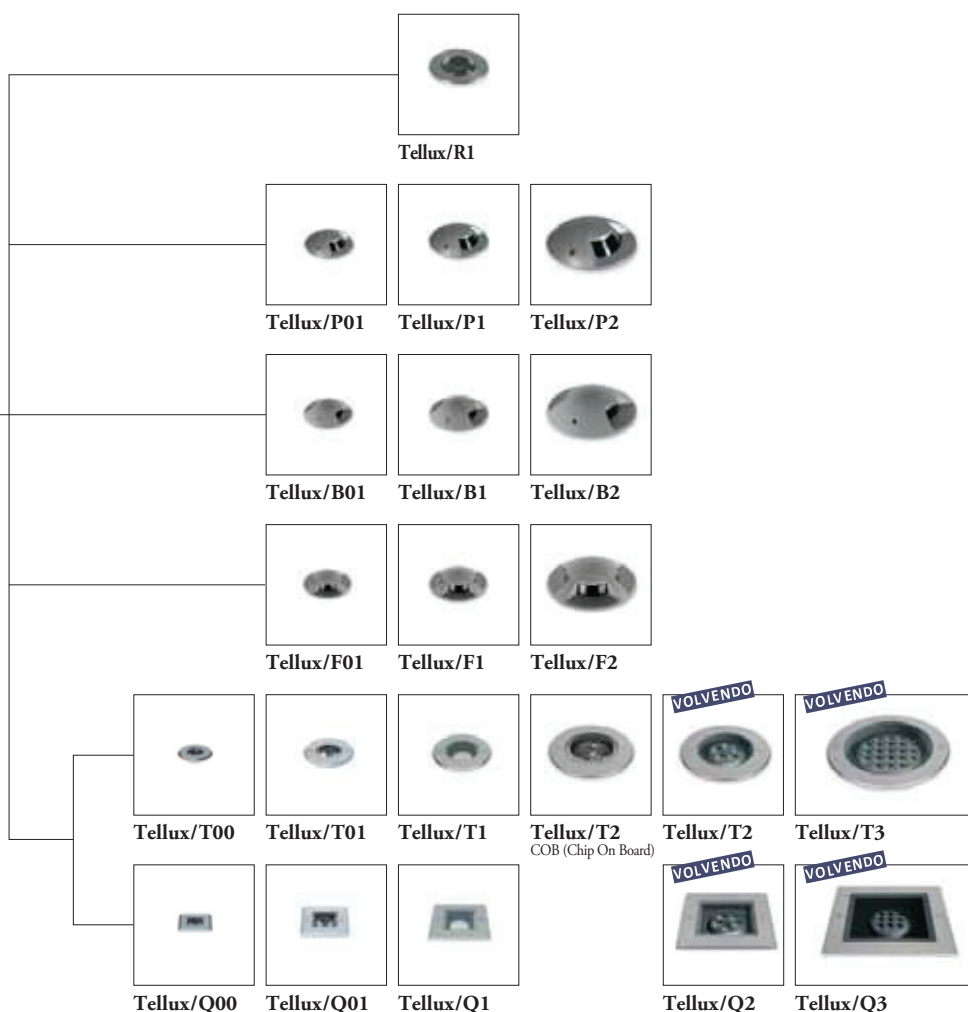 Tellux/R1
Tellux/P01 Tellux/P1 Tellux/P2
Tellux/B01 Tellux/B1 Tellux/B2
Tellux/F01 Tellux/F1 Tellux/F2
VOLVENDO VOLVENDO
Tellux/T00 Tellux/T01 Tellux/T1 Tellux/T2 Tellux/T2 Tellux/T3
COB (Chip On Board)
VOLVENDO VOLVENDO
Tellux/Q00 Tellux/Q01 Tellux/Q1 Tellux/Q2 Tellux/Q3